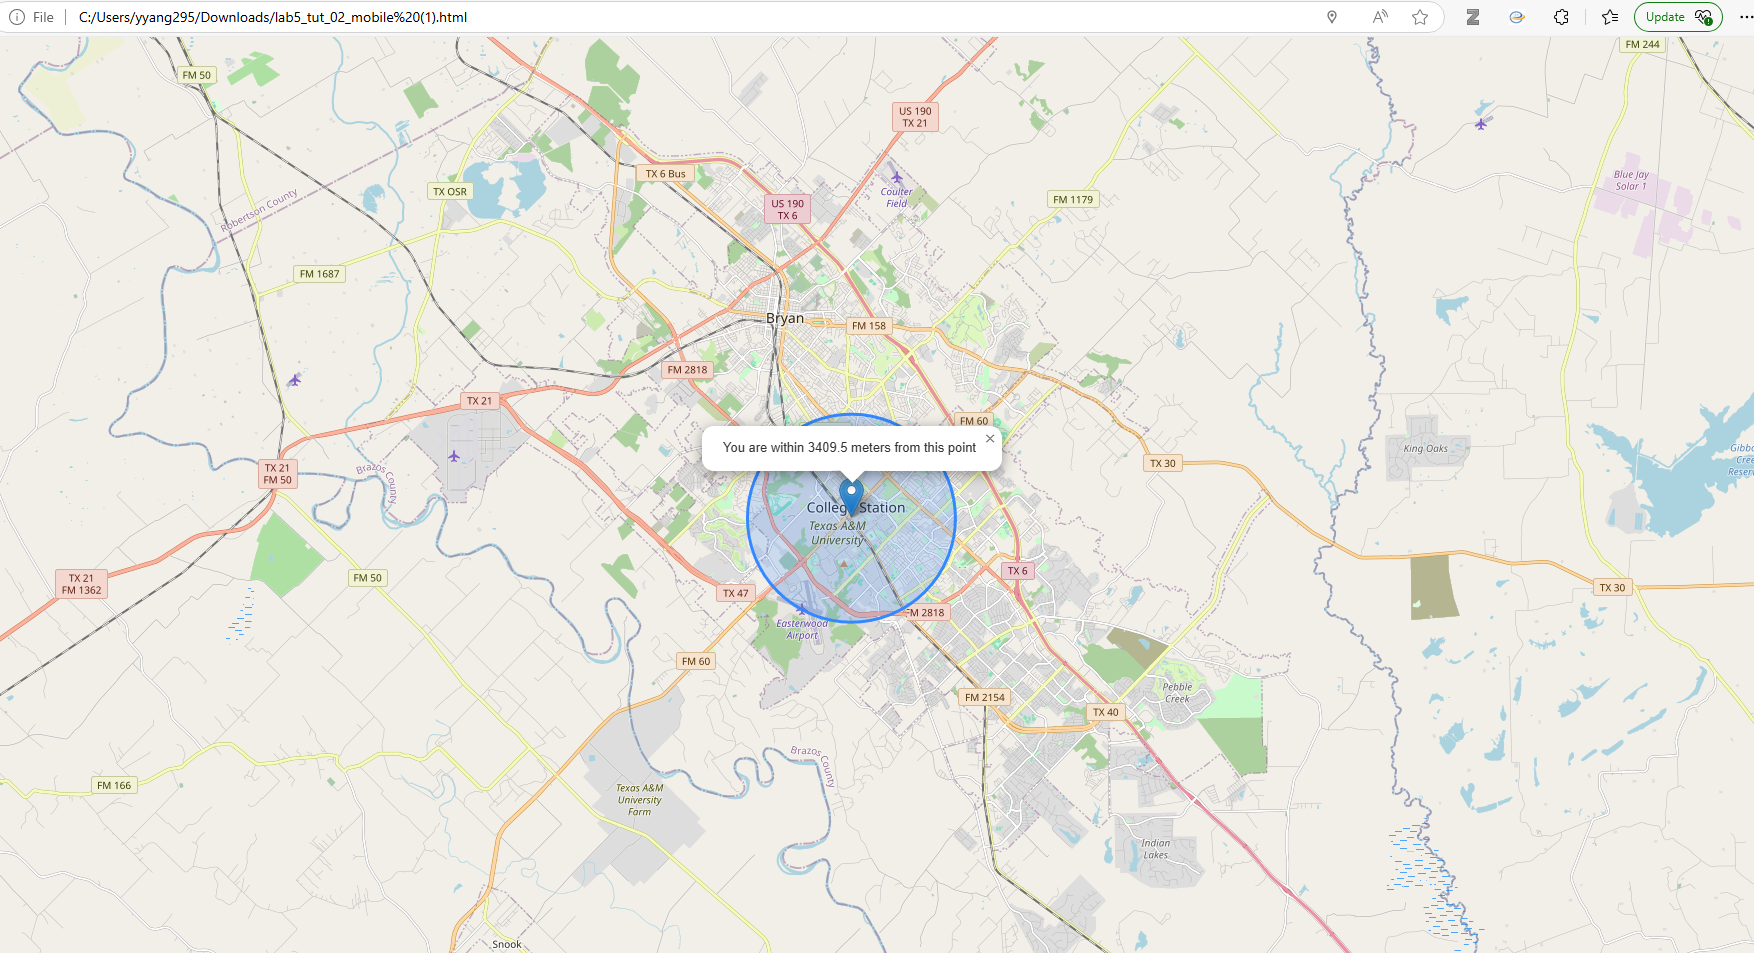 File
C:/Users/yyang295/Downloads/lab5_tut_02_mobile%20(1).html
Update
FM 244
FM 50
US 190
TX 21
TX 6 Bus
Coulter
Field
Blue Jay
Solar 1
TX OSR
Robertson County
US 190
TX 6
FM 1179
FM 1687
Bryan
FM 158
FM 2818
TX 21
FM 60
You are within 3409.5 meters from this point
King Oaks
TX 30
TX 21
FM 50
Brazos County
College Station
Texas A&M
University
TX 21
FM 1362
FM 50
TX 47
TX 6
TX 30
FM 2818
Easterwood
Airport
FM 60
Pebble
Creek
FM 2154
TX 40
Brazos County
FM 166
Texas A&M
University
Farm
Indian
Lakes
Snook